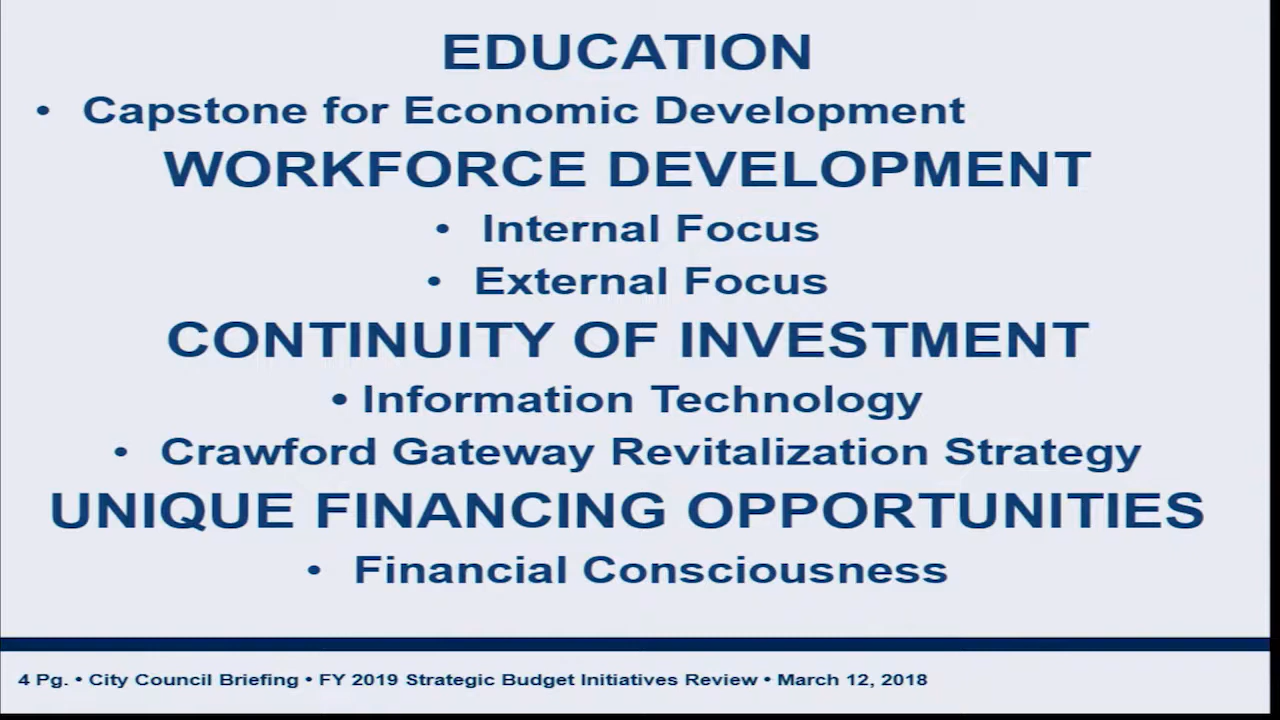 EDUCATION
• Capstone for Economic Development
WORKFORCE DEVELOPMENT
• Internal Focus
• External Focus
CONTINUITY OF INVESTMENT
• Information Technology
• Crawford Gateway Revitalization Strategy
UNIQUE FINANCING OPPORTUNITIES
• Financial Consciousness
4 Pg. • City Council Briefing • FY 2019 Strategic Budget Initiatives Review • March 12, 2018